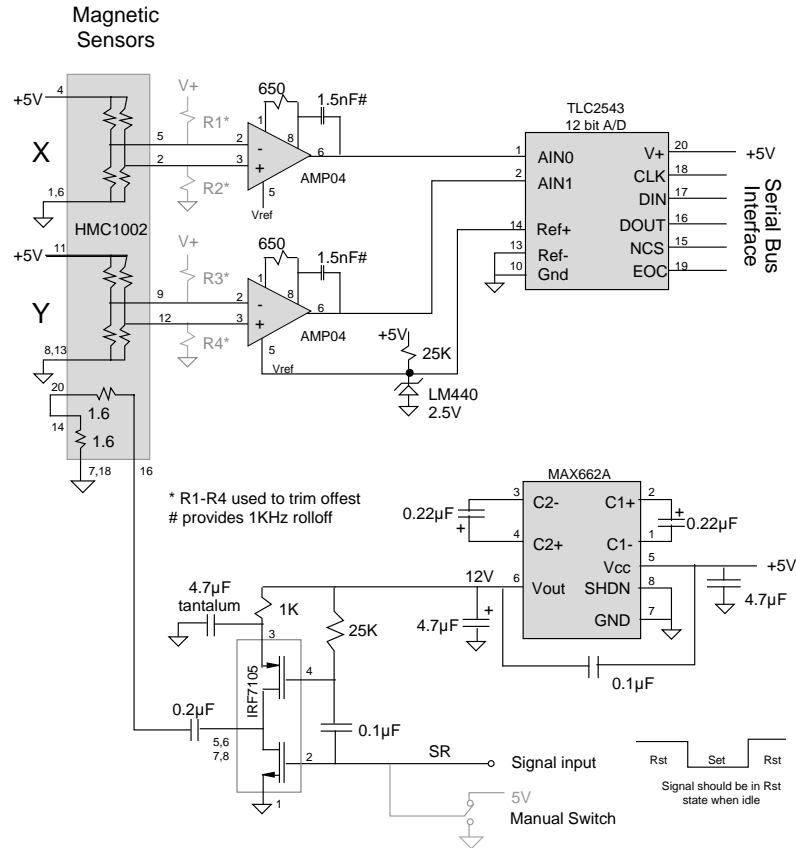 Magnetic
Sensors
4
+5V
X
1,6
5
2
HMC1002
11
+5V
Y
9
12
8,13
20
1.6
14
1.6
7,18
16
V+
R1*
R2*
V+
R3*
R4*
650
1.5nF#
1
8
2
-
3
+
6
5
AMP04
Vref
650
1.5nF#
1
8
2
-
3
+
6
5
AMP04
Vref
+5V
25K
LM440
2.5V
TLC2543
12 bit A/D
1
AIN0
2
AIN1
14
Ref+
13
Ref-
10
Gnd
V+
20
+5V
CLK
18
DIN
17
DOUT
16
NCS
15
EOC
19
Serial Bus
Interface
* R1-R4 used to trim offest
# provides 1KHz rolloff
MAX662A
3
C2-
C1+
2
0.22µF
+
+
0.22µF
4
C2+
C1-
1
Vcc
5
+5V
12V
6
Vout
SHDN
8
4.7µF
GND
7
4.7µF
+
0.1µF
4.7µF
tantalum
1K
25K
3
IRF7105
4
0.2µF
5,6
7,8
0.1µF
2
SR
Signal input
1
5V
Manual Switch
Rst
Set
Rst
Signal should be in Rst
state when idle